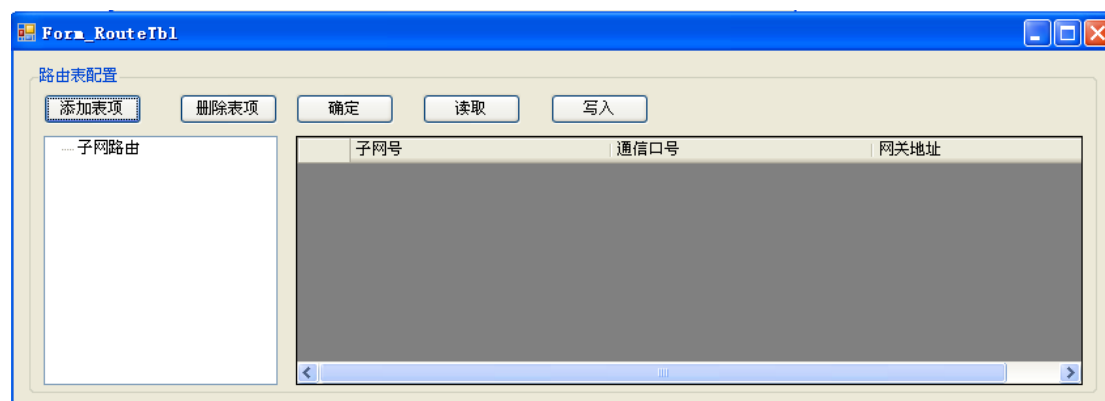 Form_RouteTbl
路由表配置
添加表项 删除表项 确定 读取 写入
子网路由 子网号 通信口号 网关地址